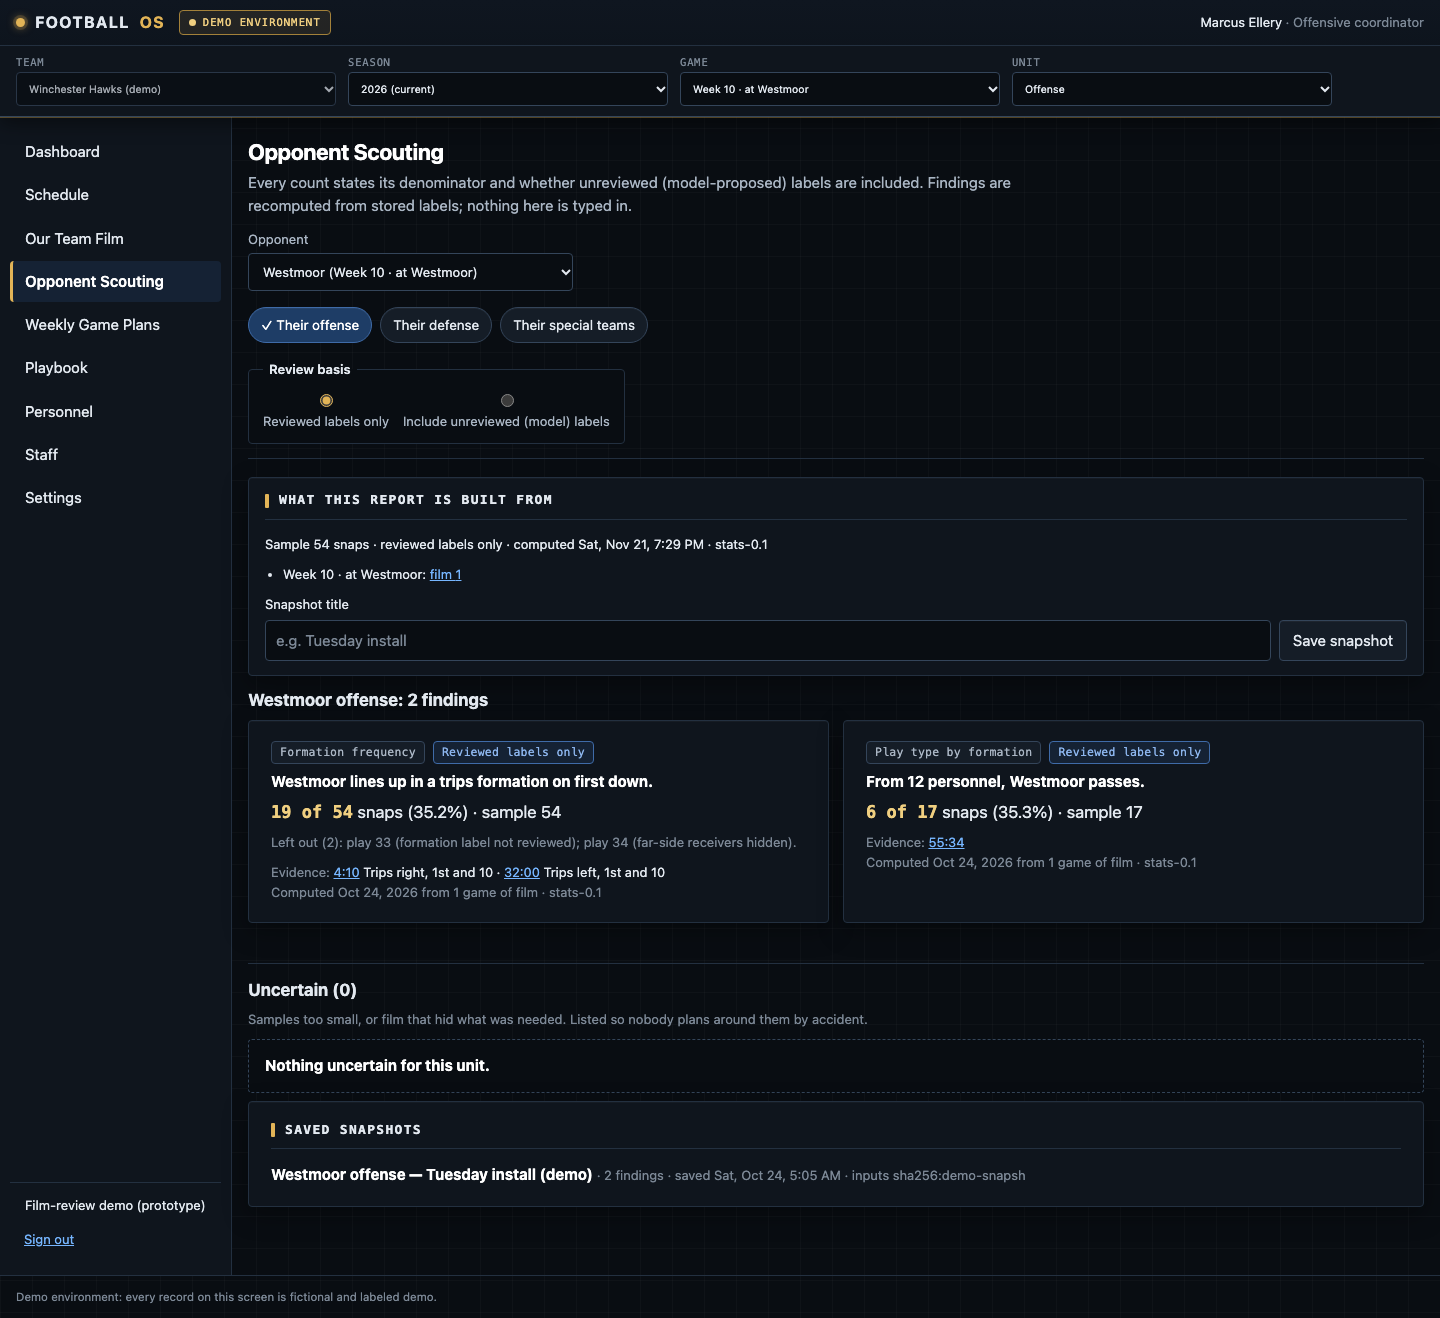 FOOTBALL OS
DEMO ENVIRONMENT
Marcus Ellery · Offensive coordinator
TEAM
Winchester Hawks (demo)
SEASON
2026 (current)
GAME
Week 10 · at Westmoor
UNIT
Offense
Dashboard
Schedule
Our Team Film
Opponent Scouting
Weekly Game Plans
Playbook
Personnel
Staff
Settings
Film-review demo (prototype)
Sign out
Opponent Scouting
Every count states its denominator and whether unreviewed (model-proposed) labels are included. Findings are
recomputed from stored labels; nothing here is typed in.
Opponent
Westmoor (Week 10 · at Westmoor)
✓ Their offense
Their defense
Their special teams
Review basis
Reviewed labels only
Include unreviewed (model) labels
WHAT THIS REPORT IS BUILT FROM
Sample 54 snaps · reviewed labels only · computed Sat, Nov 21, 7:29 PM · stats-0.1
• Week 10 · at Westmoor: film 1
Snapshot title
e.g. Tuesday install
Save snapshot
Westmoor offense: 2 findings
Formation frequency
Reviewed labels only
Westmoor lines up in a trips formation on first down.
19 of 54 snaps (35.2%) · sample 54
Left out (2): play 33 (formation label not reviewed); play 34 (far-side receivers hidden).
Evidence: 4:10 Trips right, 1st and 10 · 32:00 Trips left, 1st and 10
Computed Oct 24, 2026 from 1 game of film · stats-0.1
Play type by formation
Reviewed labels only
From 12 personnel, Westmoor passes.
6 of 17 snaps (35.3%) · sample 17
Evidence: 55:34
Computed Oct 24, 2026 from 1 game of film · stats-0.1
Uncertain (0)
Samples too small, or film that hid what was needed. Listed so nobody plans around them by accident.
Nothing uncertain for this unit.
SAVED SNAPSHOTS
Westmoor offense — Tuesday install (demo) · 2 findings · saved Sat, Oct 24, 5:05 AM · inputs sha256:demo-snapsh
Demo environment: every record on this screen is fictional and labeled demo.